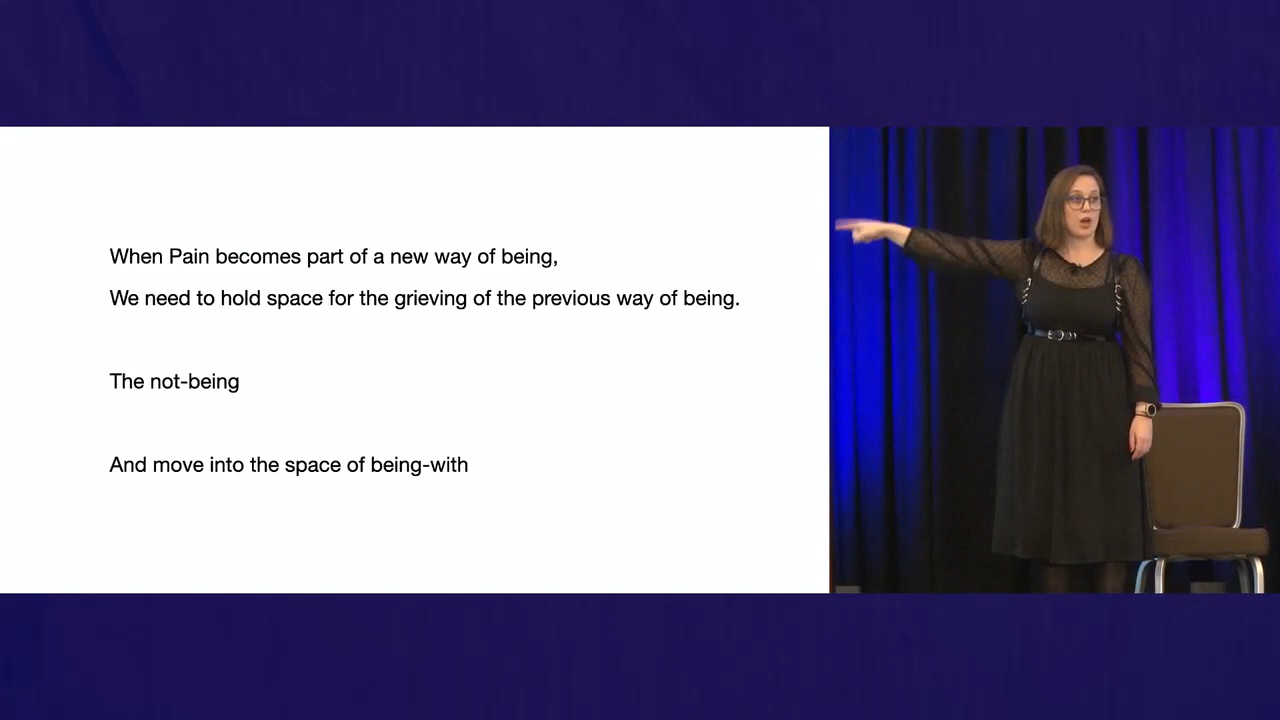 When Pain becomes part of a new way of being,
We need to hold space for the grieving of the previous way of being.
The not-being
And move into the space of being-with